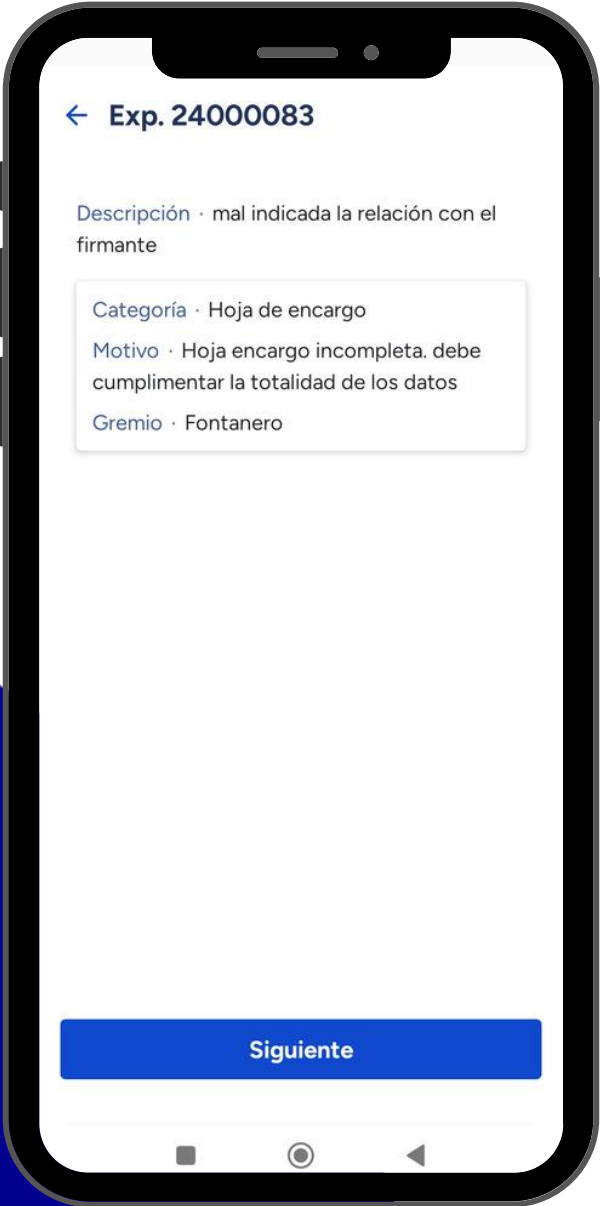 Exp. 24000083
Descripción · mal indicada la relación con el
firmante
Categoría · Hoja de encargo
Motivo · Hoja encargo incompleta. debe
cumplimentar la totalidad de los datos
Gremio · Fontanero
Siguiente